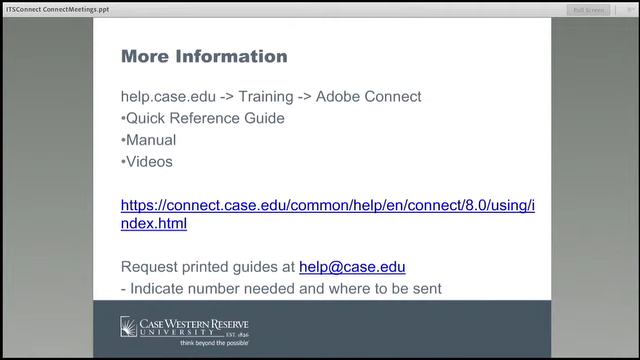 ITSConnect ConnectMeetings.ppt
Full Screen
More Information
help.case.edu -> Training -> Adobe Connect
•Quick Reference Guide
•Manual
•Videos
https://connect.case.edu/common/help/en/connect/8.0/using/i
ndex.html
Request printed guides at help@case.edu
- Indicate number needed and where to be sent
CASE WESTERN RESERVE
UNIVERSITY EST. 1826
think beyond the possible®